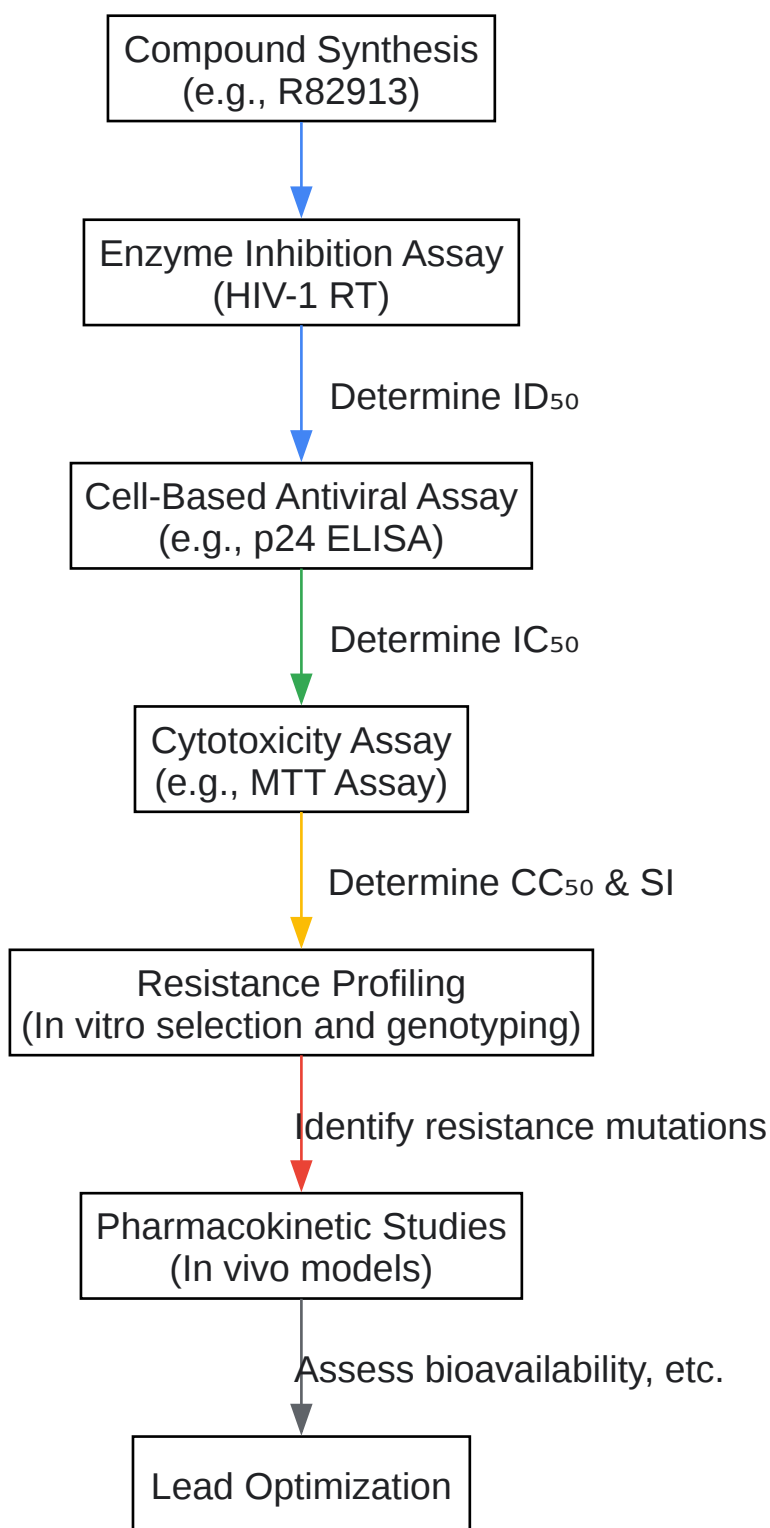 Compound Synthesis
(e.g., R82913)
Enzyme Inhibition Assay
(HIV-1 RT)
Determine ID₅₀
Cell-Based Antiviral Assay
(e.g., p24 ELISA)
Determine IC₅₀
Cytotoxicity Assay
(e.g., MTT Assay)
Determine CC₅₀ & SI
Resistance Profiling
(In vitro selection and genotyping)
Identify resistance mutations
Pharmacokinetic Studies
(In vivo models)
Assess bioavailability, etc.
Lead Optimization